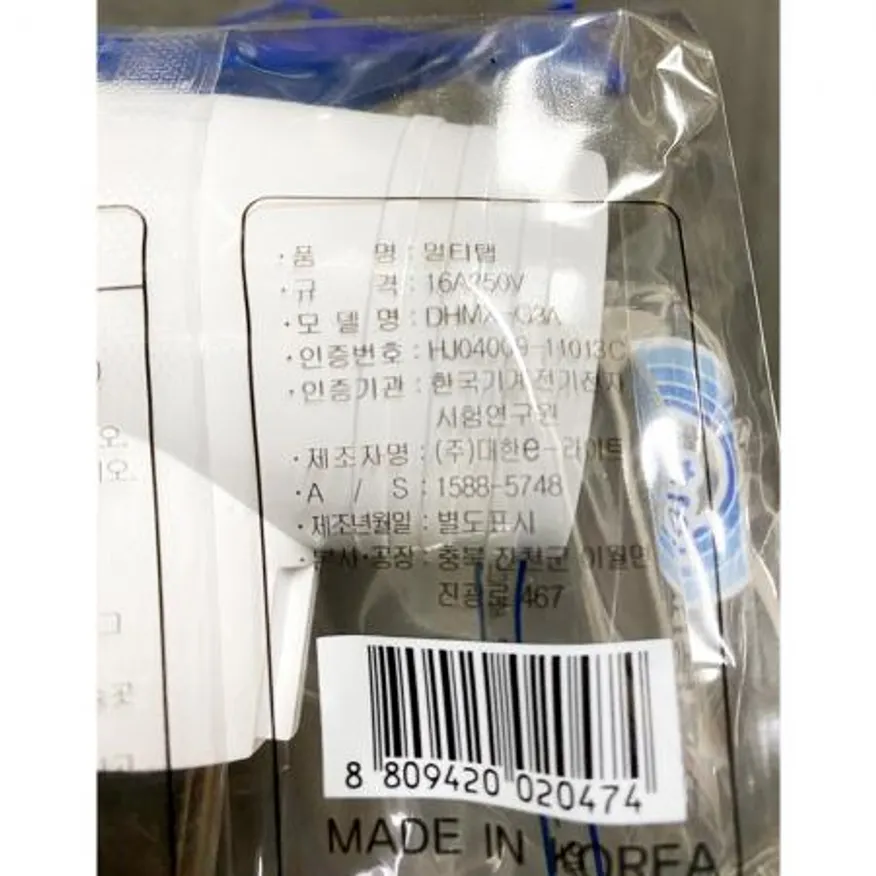 ·품 명 : 멀티탭
·규 격 : 16A250V
·모 델 명 :
·인증번호 : HJ04009-11013C
·인증기관 : 한국기계전기전자
시험연구원
·제조자명 : (주)대한e-라이트
·A / S : 1588-5748
·제조년월일 : 별도표시
·본사·공장 : 충북 진천군 이월면
진광로 467
8 809420 020474
MADE IN KOREA
오.
오.